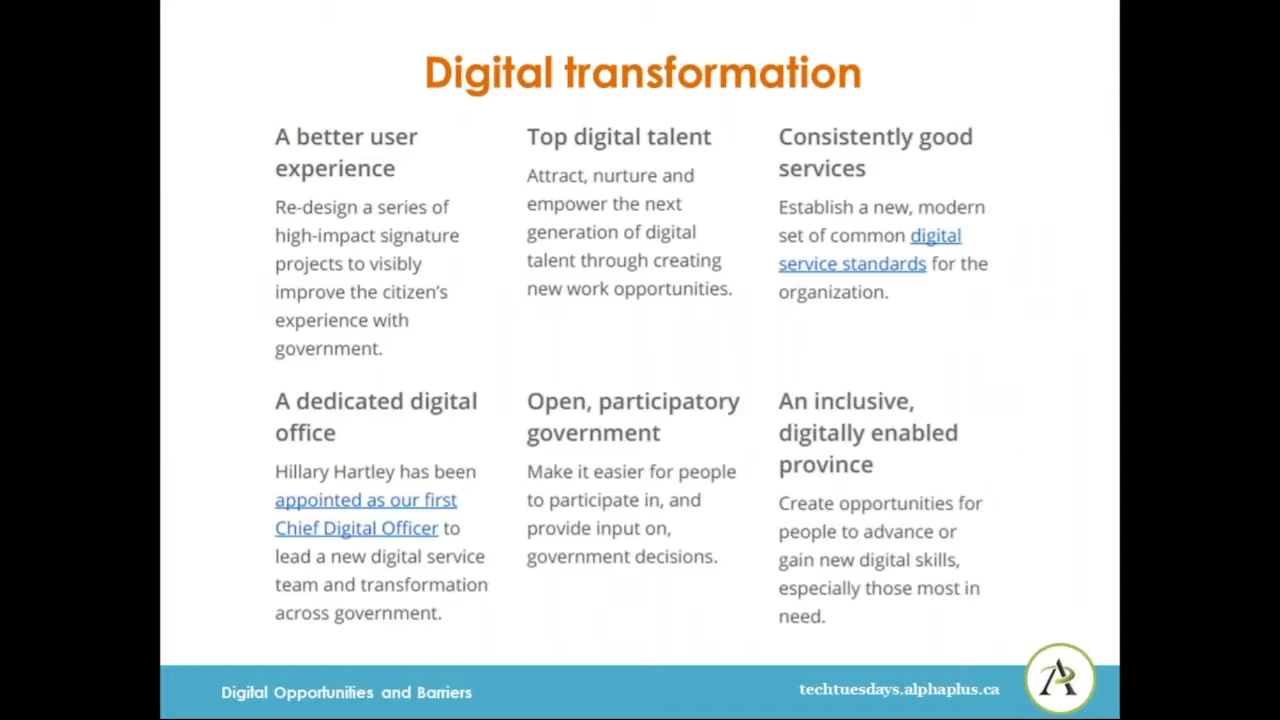 Digital transformation
A better user
experience
Re-design a series of
high-impact signature
projects to visibly
improve the citizen's
experience with
government.
Top digital talent
Attract, nurture and
empower the next
generation of digital
talent through creating
new work opportunities.
Consistently good
services
Establish a new, modern
set of common digital
service standards for the
organization.
A dedicated digital
office
Hillary Hartley has been
appointed as our first
Chief Digital Officer to
lead a new digital service
team and transformation
across government.
Open, participatory
government
Make it easier for people
to participate in, and
provide input on,
government decisions.
An inclusive,
digitally enabled
province
Create opportunities for
people to advance or
gain new digital skills,
especially those most in
need.
Digital Opportunities and Barriers
techtuesdays.alphaplus.ca